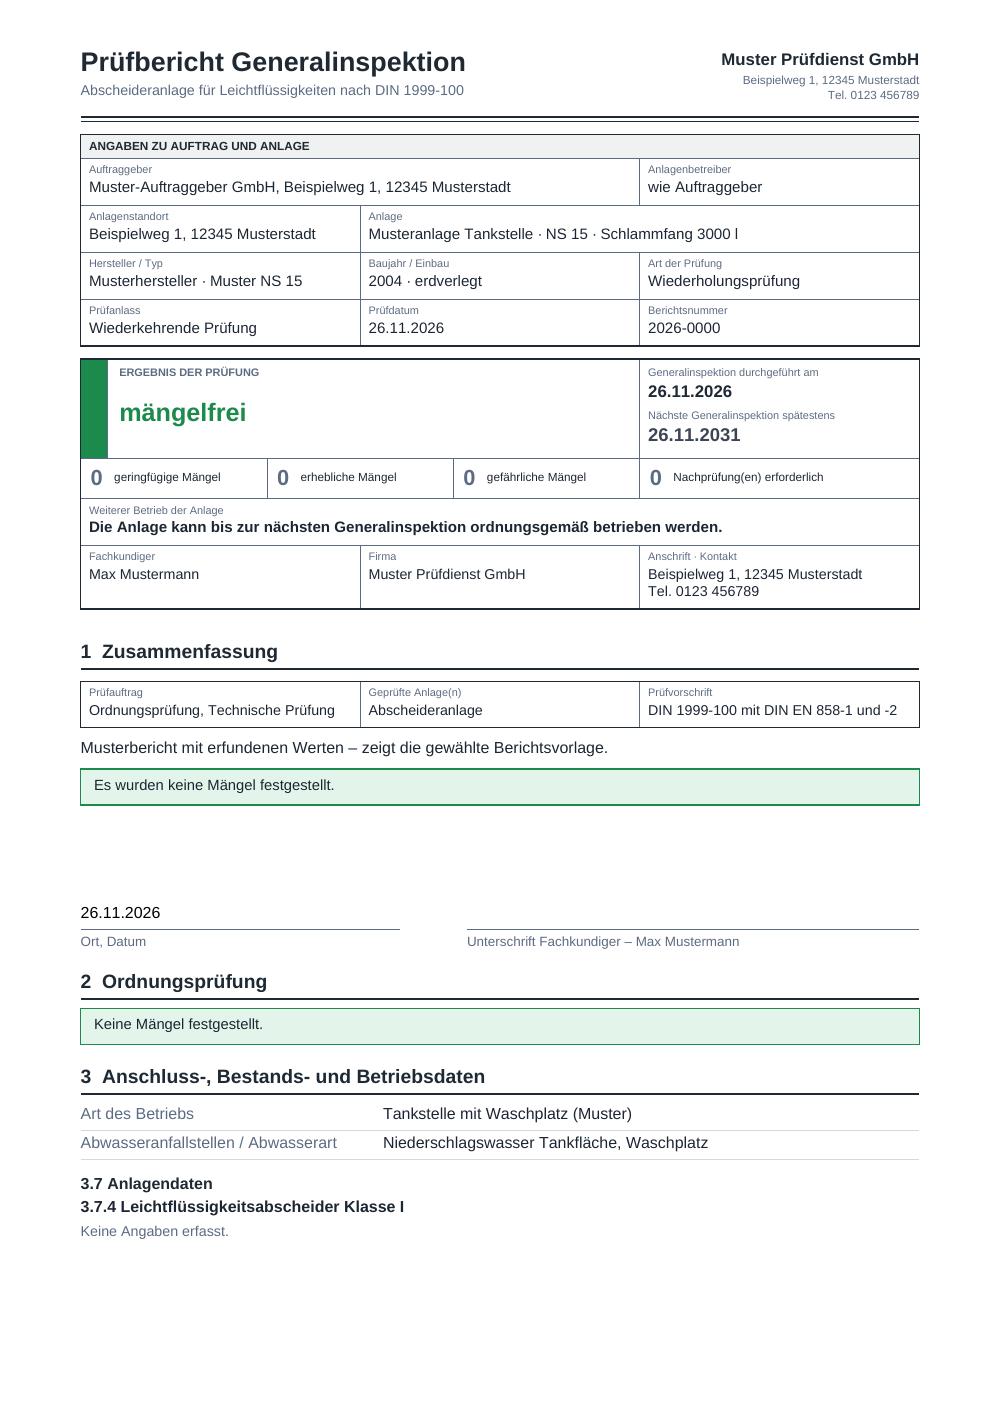 Prüfbericht Generalinspektion
Abscheideranlage für Leichtflüssigkeiten nach DIN 1999-100
Muster Prüfdienst GmbH
Beispielweg 1, 12345 Musterstadt
Tel. 0123 456789
ANGABEN ZU AUFTRAG UND ANLAGE
Auftraggeber
Muster-Auftraggeber GmbH, Beispielweg 1, 12345 Musterstadt
Anlagenbetreiber
wie Auftraggeber
Anlagenstandort
Beispielweg 1, 12345 Musterstadt
Anlage
Musteranlage Tankstelle · NS 15 · Schlammfang 3000 l
Hersteller / Typ
Musterhersteller · Muster NS 15
Baujahr / Einbau
2004 · erdverlegt
Art der Prüfung
Wiederholungsprüfung
Prüfanlass
Wiederkehrende Prüfung
Prüfdatum
26.11.2026
Berichtsnummer
2026-0000
ERGEBNIS DER PRÜFUNG
mängelfrei
Generalinspektion durchgeführt am
26.11.2026
Nächste Generalinspektion spätestens
26.11.2031
0 geringfügige Mängel
0 erhebliche Mängel
0 gefährliche Mängel
0 Nachprüfung(en) erforderlich
Weiterer Betrieb der Anlage
Die Anlage kann bis zur nächsten Generalinspektion ordnungsgemäß betrieben werden.
Fachkundiger
Max Mustermann
Firma
Muster Prüfdienst GmbH
Anschrift · Kontakt
Beispielweg 1, 12345 Musterstadt
Tel. 0123 456789
1 Zusammenfassung
Prüfauftrag
Ordnungsprüfung, Technische Prüfung
Geprüfte Anlage(n)
Abscheideranlage
Prüfvorschrift
DIN 1999-100 mit DIN EN 858-1 und -2
Musterbericht mit erfundenen Werten – zeigt die gewählte Berichtsvorlage.
Es wurden keine Mängel festgestellt.
26.11.2026
Ort, Datum
Unterschrift Fachkundiger – Max Mustermann
2 Ordnungsprüfung
Keine Mängel festgestellt.
3 Anschluss-, Bestands- und Betriebsdaten
Art des Betriebs Tankstelle mit Waschplatz (Muster)
Abwasseranfallstellen / Abwasserart Niederschlagswasser Tankfläche, Waschplatz
3.7 Anlagendaten
3.7.4 Leichtflüssigkeitsabscheider Klasse I
Keine Angaben erfasst.